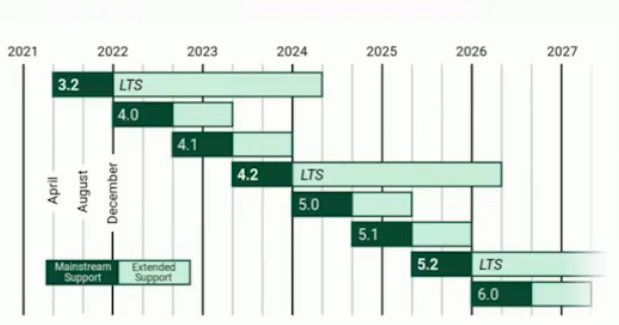 2021 2022 2023 2024 2025 2026 2027
3.2 LTS
4.0
4.1
4.2 LTS
5.0
5.1
5.2 LTS
6.0
April
August
December
Mainstream
Support
Extended
Support